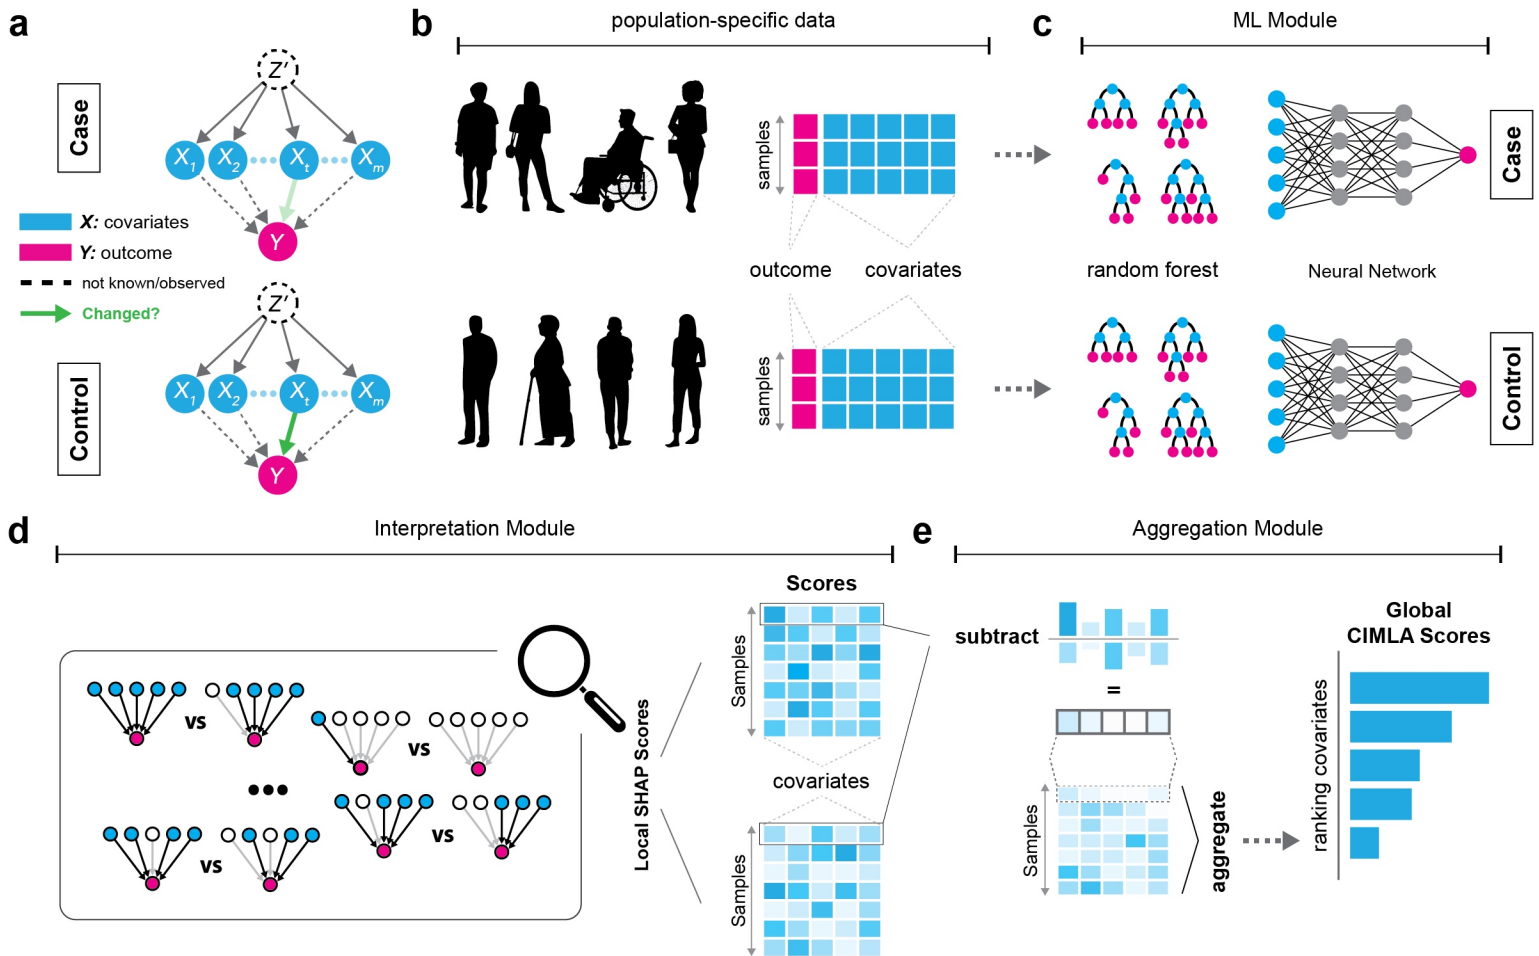 a
Case
Z'
X1 X2 Xt Xm
Y
X: covariates
Y: outcome
not known/observed
Changed?
Control
Z'
X1 X2 Xt Xm
Y
b
population-specific data
samples
outcome covariates
samples
c
ML Module
Case
random forest Neural Network
Control
d
Interpretation Module
vs
vs
vs
vs
Local SHAP Scores
Scores
Samples
covariates
Samples
e
Aggregation Module
subtract
=
Samples
aggregate
Global
CIMLA Scores
ranking covariates